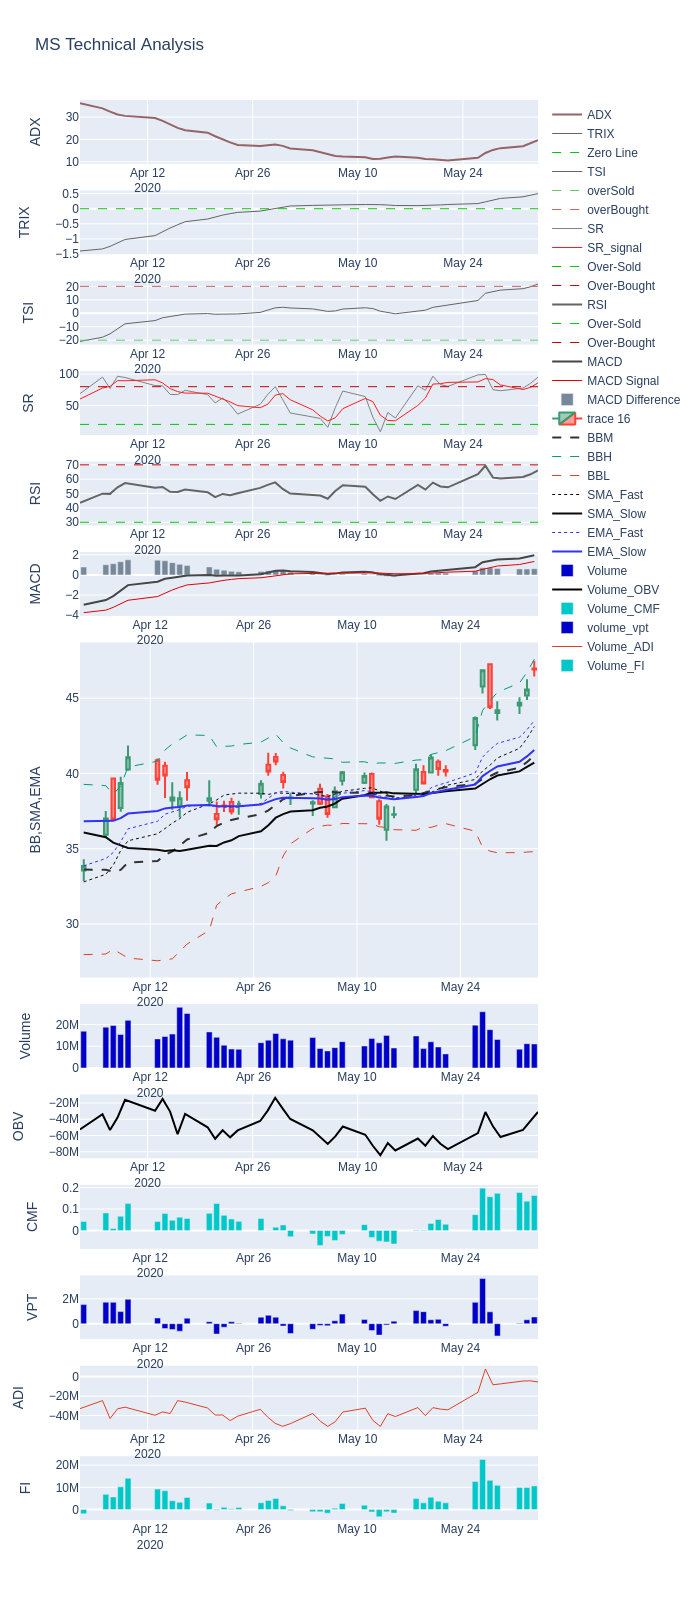 MS Technical Analysis
ADX
30
20
10
Apr 12
2020
Apr 26
May 10
May 24
TRIX
0.5
0
−0.5
−1
−1.5
Apr 12
2020
Apr 26
May 10
May 24
TSI
20
10
0
−10
−20
Apr 12
2020
Apr 26
May 10
May 24
SR
100
50
Apr 12
2020
Apr 26
May 10
May 24
RSI
70
60
50
40
30
Apr 12
2020
Apr 26
May 10
May 24
MACD
2
0
−2
−4
Apr 12
2020
Apr 26
May 10
May 24
BB,SMA,EMA
45
40
35
30
Apr 12
2020
Apr 26
May 10
May 24
Volume
20M
10M
0
Apr 12
2020
Apr 26
May 10
May 24
OBV
−20M
−40M
−60M
−80M
Apr 12
2020
Apr 26
May 10
May 24
CMF
0.2
0.1
0
Apr 12
2020
Apr 26
May 10
May 24
VPT
2M
0
Apr 12
2020
Apr 26
May 10
May 24
ADI
0
−20M
−40M
Apr 12
2020
Apr 26
May 10
May 24
FI
20M
10M
0
Apr 12
2020
Apr 26
May 10
May 24
ADX
TRIX
Zero Line
TSI
overSold
overBought
SR
SR_signal
Over-Sold
Over-Bought
RSI
Over-Sold
Over-Bought
MACD
MACD Signal
MACD Difference
trace 16
BBM
BBH
BBL
SMA_Fast
SMA_Slow
EMA_Fast
EMA_Slow
Volume
Volume_OBV
Volume_CMF
volume_vpt
Volume_ADI
Volume_FI